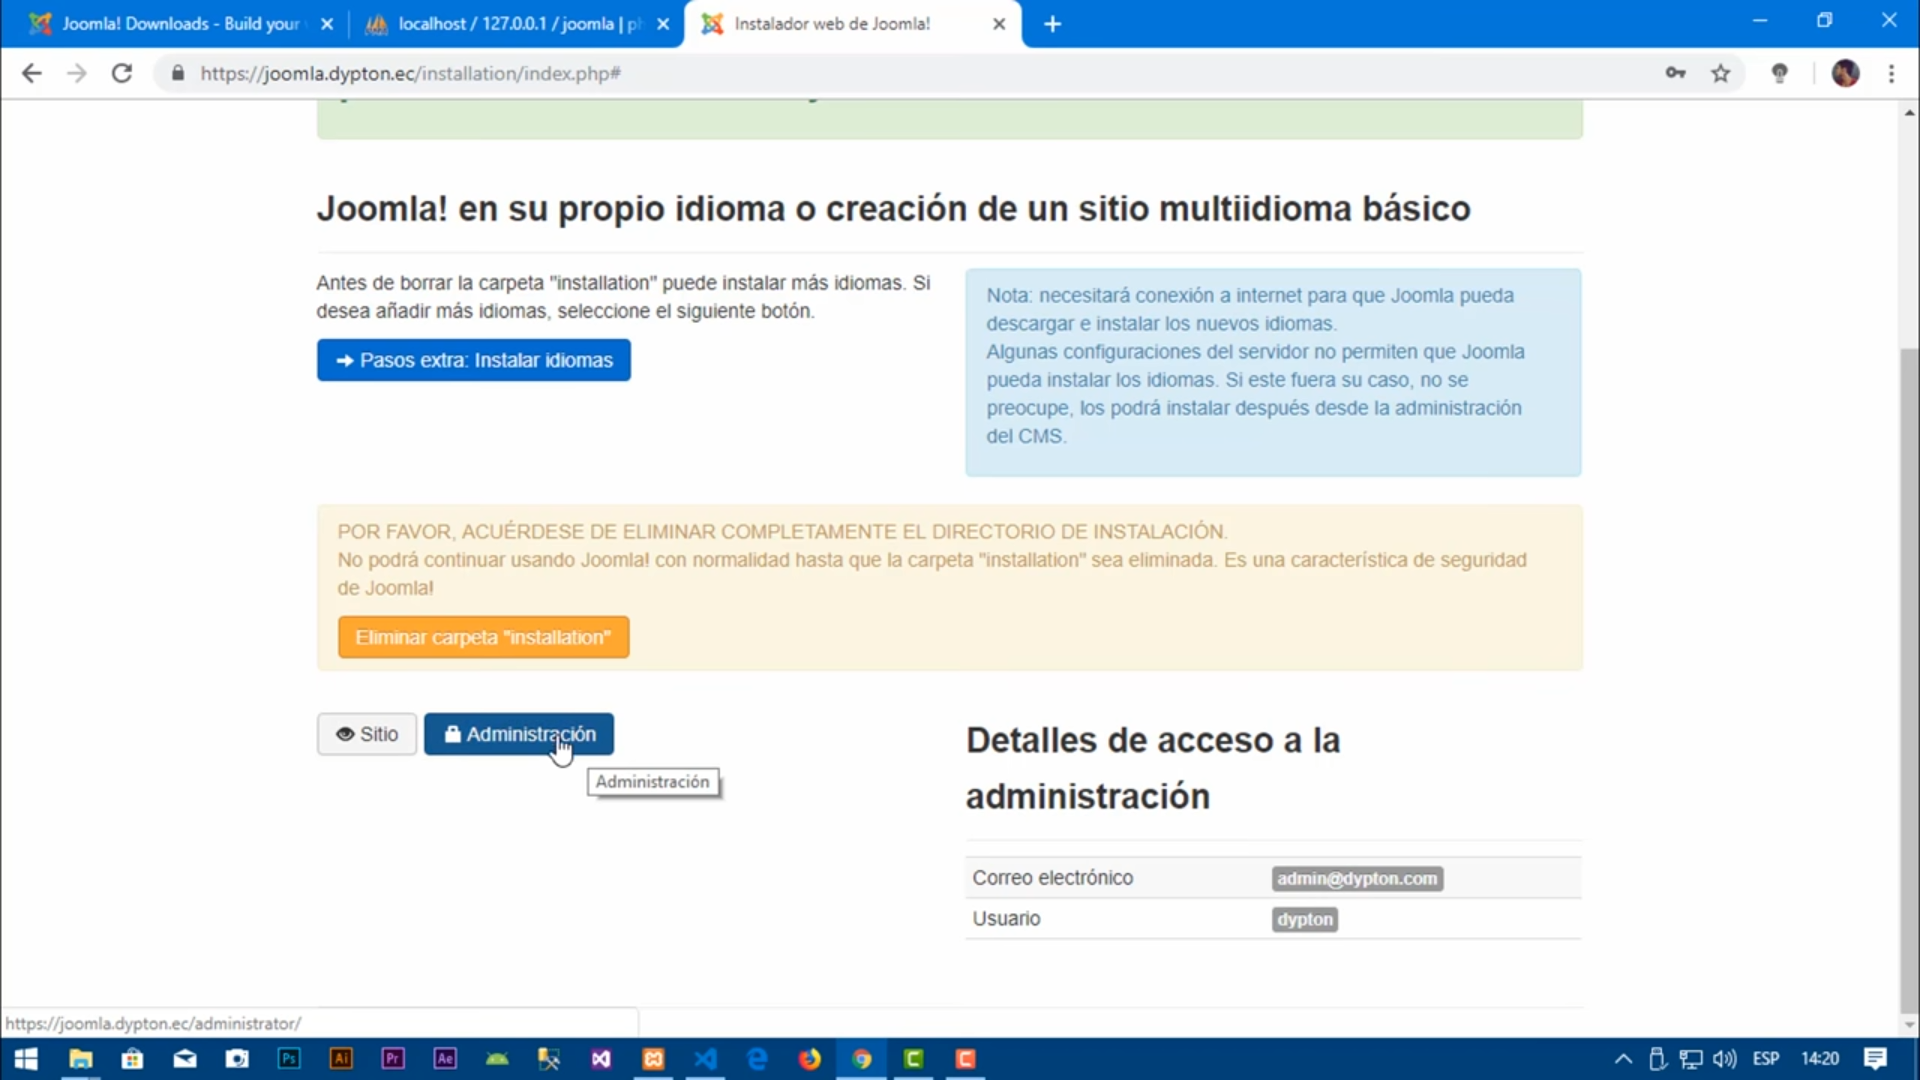 Joomla! Downloads - Build your
localhost / 127.0.0.1 / joomla | ph
Instalador web de Joomla!
https://joomla.dypton.ec/installation/index.php#
Joomla! en su propio idioma o creación de un sitio multiidioma básico
Antes de borrar la carpeta "installation" puede instalar más idiomas. Si
desea añadir más idiomas, seleccione el siguiente botón.
Pasos extra: Instalar idiomas
Nota: necesitará conexión a internet para que Joomla pueda
descargar e instalar los nuevos idiomas.
Algunas configuraciones del servidor no permiten que Joomla
pueda instalar los idiomas. Si este fuera su caso, no se
preocupe, los podrá instalar después desde la administración
del CMS.
POR FAVOR, ACUÉRDESE DE ELIMINAR COMPLETAMENTE EL DIRECTORIO DE INSTALACIÓN.
No podrá continuar usando Joomla! con normalidad hasta que la carpeta "installation" sea eliminada. Es una característica de seguridad
de Joomla!
Eliminar carpeta "installation"
Sitio
Administración
Administración
Detalles de acceso a la
administración
Correo electrónico admin@dypton.com
Usuario dypton
https://joomla.dypton.ec/administrator/
Ps
Ai
Pr
Ae
ESP
14:20